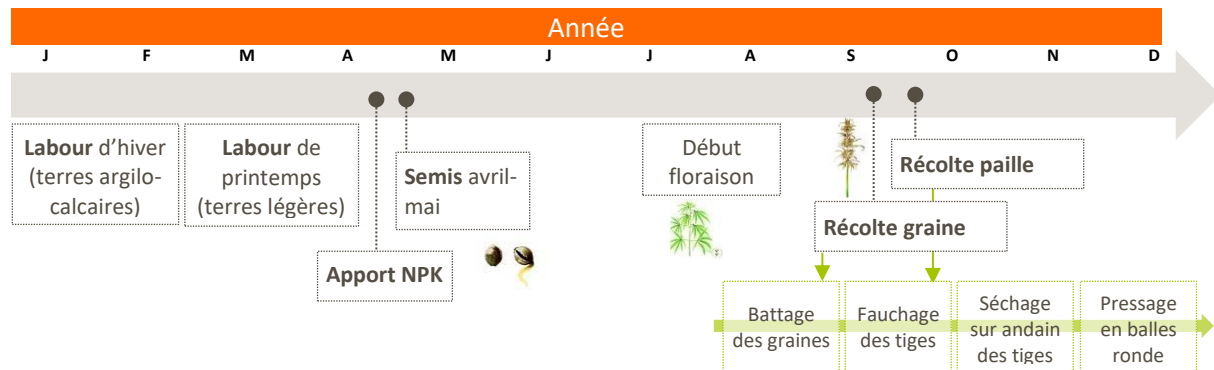 Année
J F M A M J J A S O N D
Labour d'hiver
(terres argilo-
calcaires)
Labour de
printemps
(terres légères)
Semis avril-
mai
Apport NPK
Début
floraison
Récolte paille
Récolte graine
Battage
des graines
Fauchage
des tiges
Séchage
sur andain
des tiges
Pressage
en balles
ronde